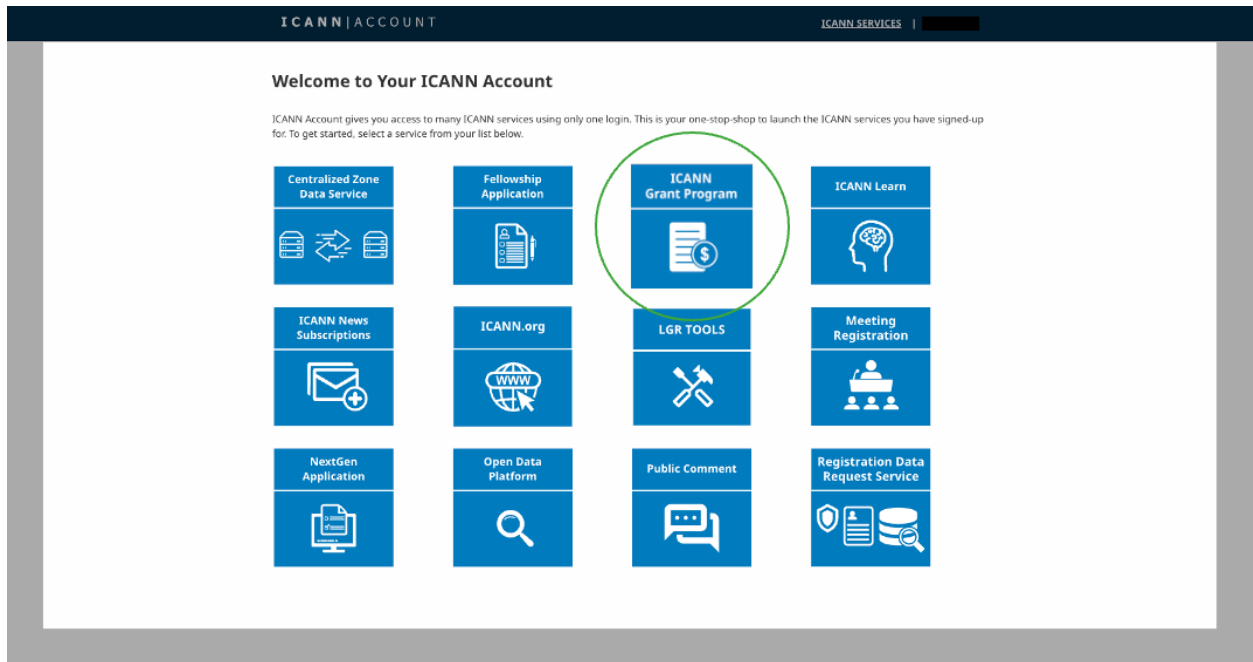 ICANN|ACCOUNT
ICANN SERVICES |
Welcome to Your ICANN Account
ICANN Account gives you access to many ICANN services using only one login. This is your one-stop-shop to launch the ICANN services you have signed-up
for. To get started, select a service from your list below.
Centralized Zone
Data Service
Fellowship
Application
ICANN
Grant Program
$
ICANN Learn
ICANN News
Subscriptions
ICANN.org
WWW
LGR TOOLS
Meeting
Registration
NextGen
Application
Open Data
Platform
Public Comment
Registration Data
Request Service